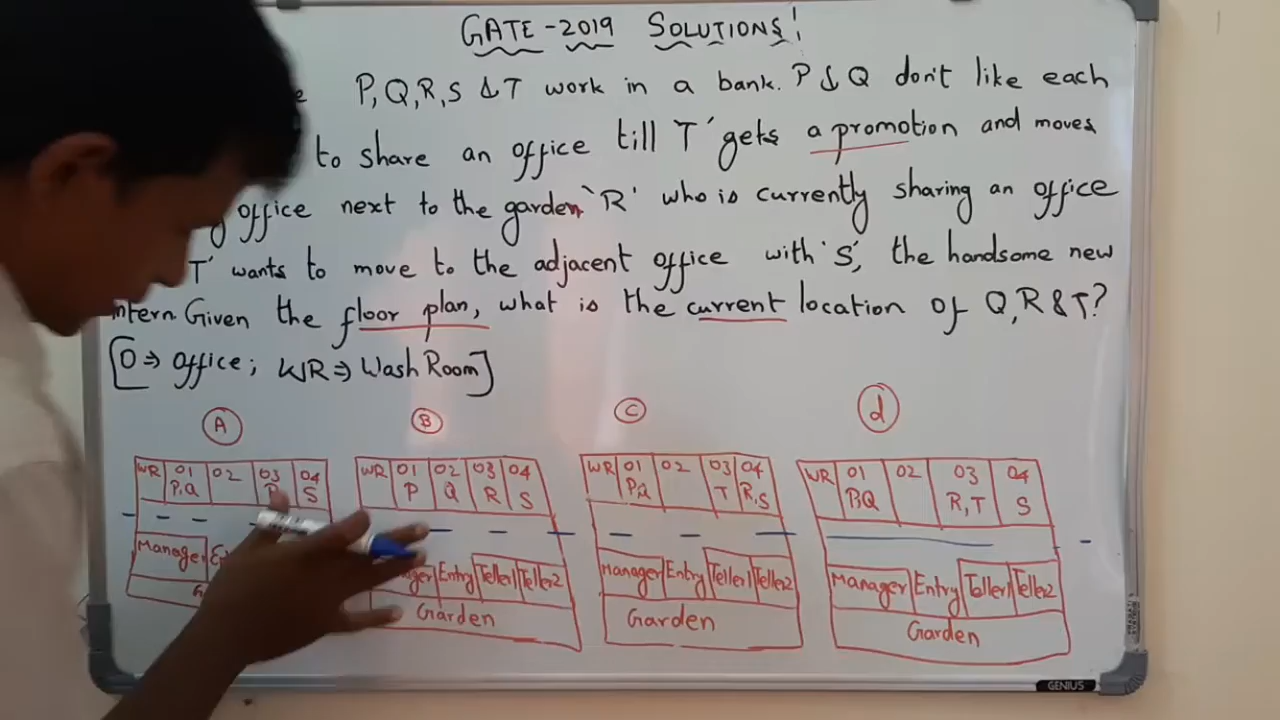 GATE-2019 SOLUTIONS!
P,Q,R,S & T work in a bank. P & Q don't like each
to share an office till 'T' gets a promotion and moves
office next to the garden 'R' who is currently sharing an office
T' wants to move to the adjacent office with 'S', the handsome new
intern Given the floor plan, what is the current location of Q,R & T?
[O ⇒ office; WR ⇒ Wash Room]
A B C d
WR 01 02 03 04 WR 01 02 03 04 WR 01 02 03 04 WR 01 02 03 04
P,Q S P Q R S P,Q T R,S P,Q R,T S
Manager Entry Teller1 Teller2 Manager Entry Teller1 Teller2 Manager Entry Teller1 Teller2
Garden Garden Garden
GENIUS